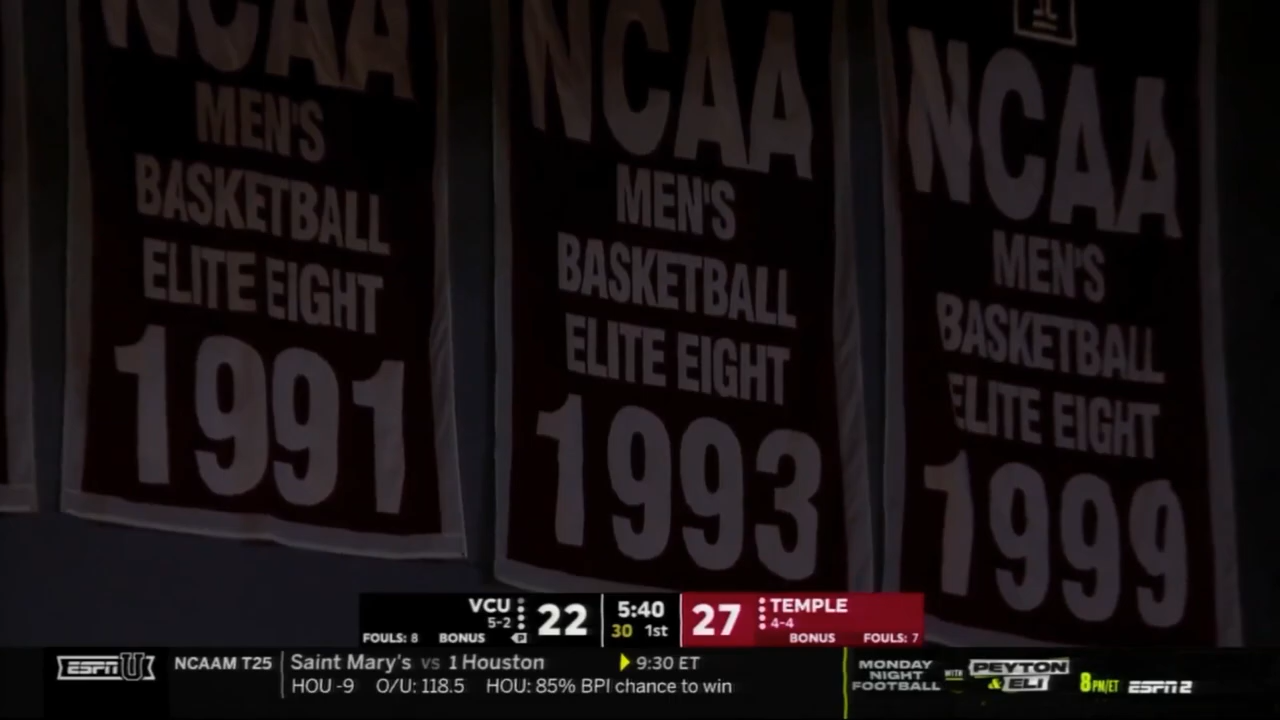 NCAA
MEN'S
BASKETBALL
ELITE EIGHT
1991
NCAA
MEN'S
BASKETBALL
ELITE EIGHT
1993
1
NCAA
MEN'S
BASKETBALL
ELITE EIGHT
1999
VCU
5-2
FOULS: 8 BONUS
22
5:40
30 1st
27
TEMPLE
4-4
BONUS FOULS: 7
ESPNU
NCAAM T25
Saint Mary's vs 1 Houston 9:30 ET
HOU -9 O/U: 118.5 HOU: 85% BPI chance to win
MONDAY
NIGHT
FOOTBALL
WITH
PEYTON
& ELI
8PM/ET ESPN2